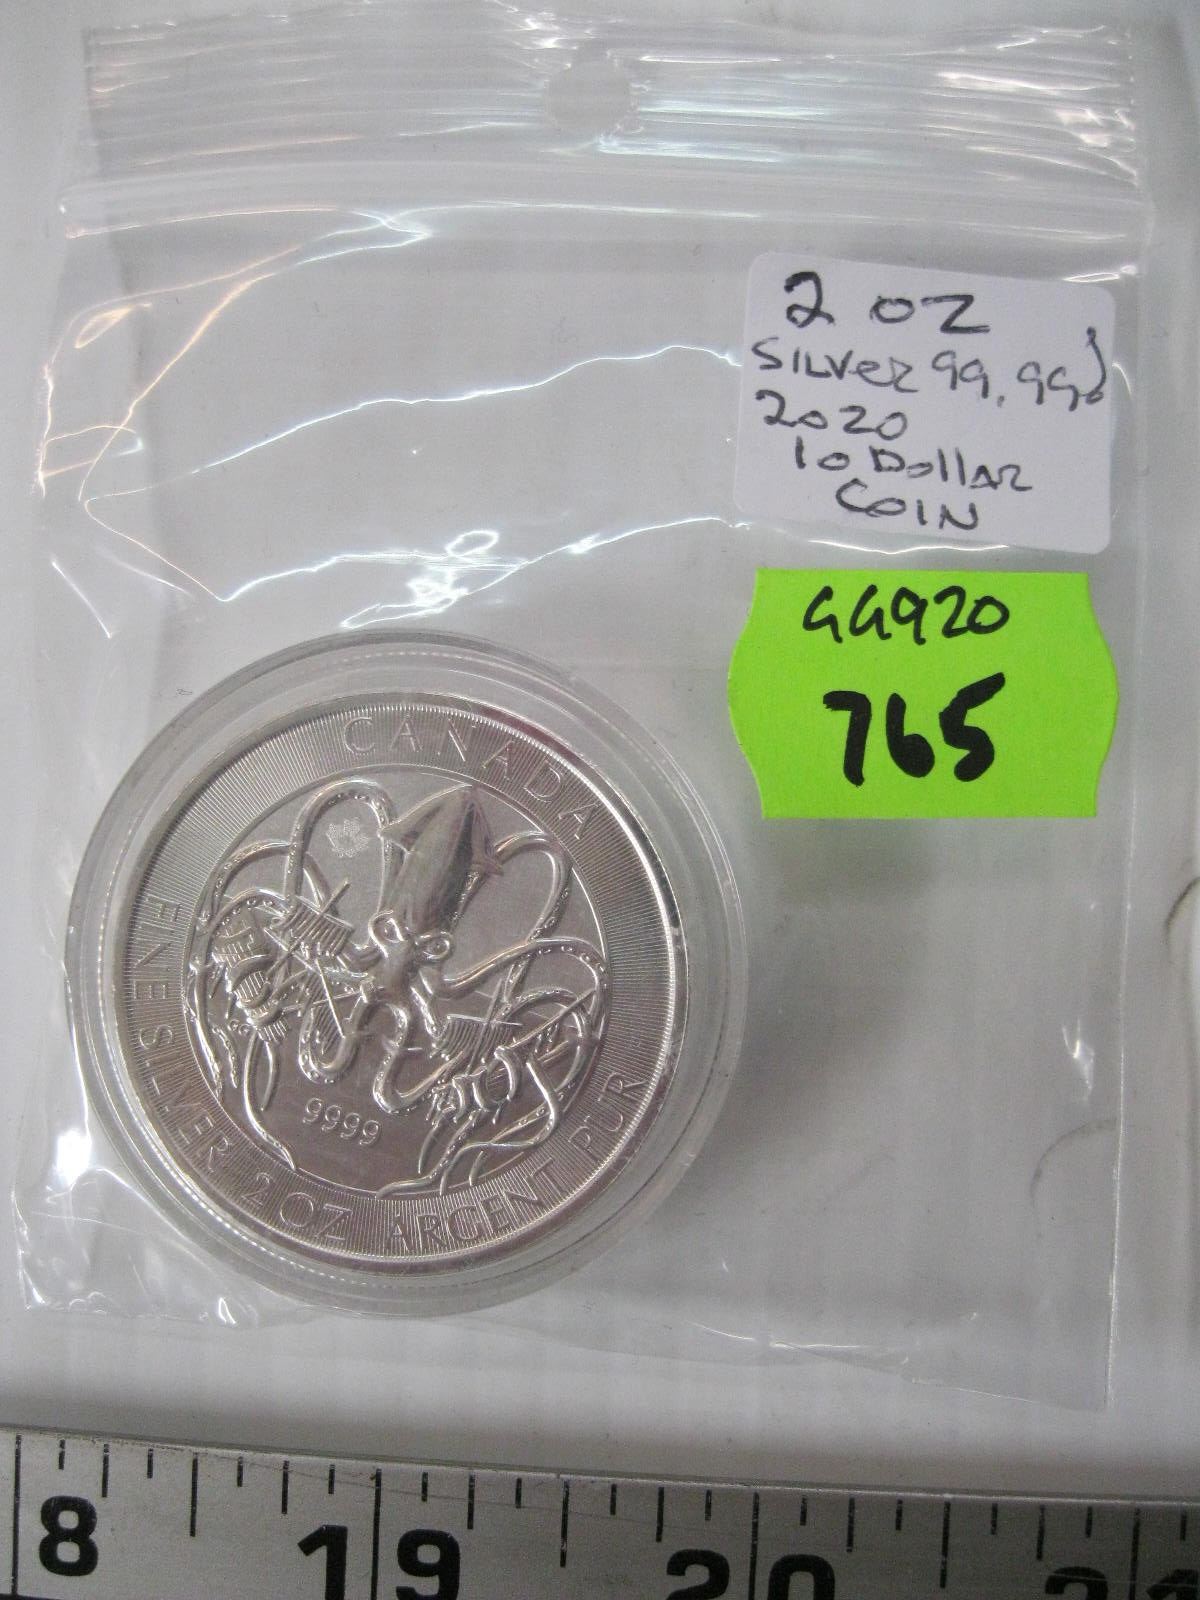 2 oz
SILVER 99.99%
2020
10 Dollar
COIN
GG920
765
CANADA
FINE SILVER 2 OZ ARGENT PUR
9999
8 19 20 21